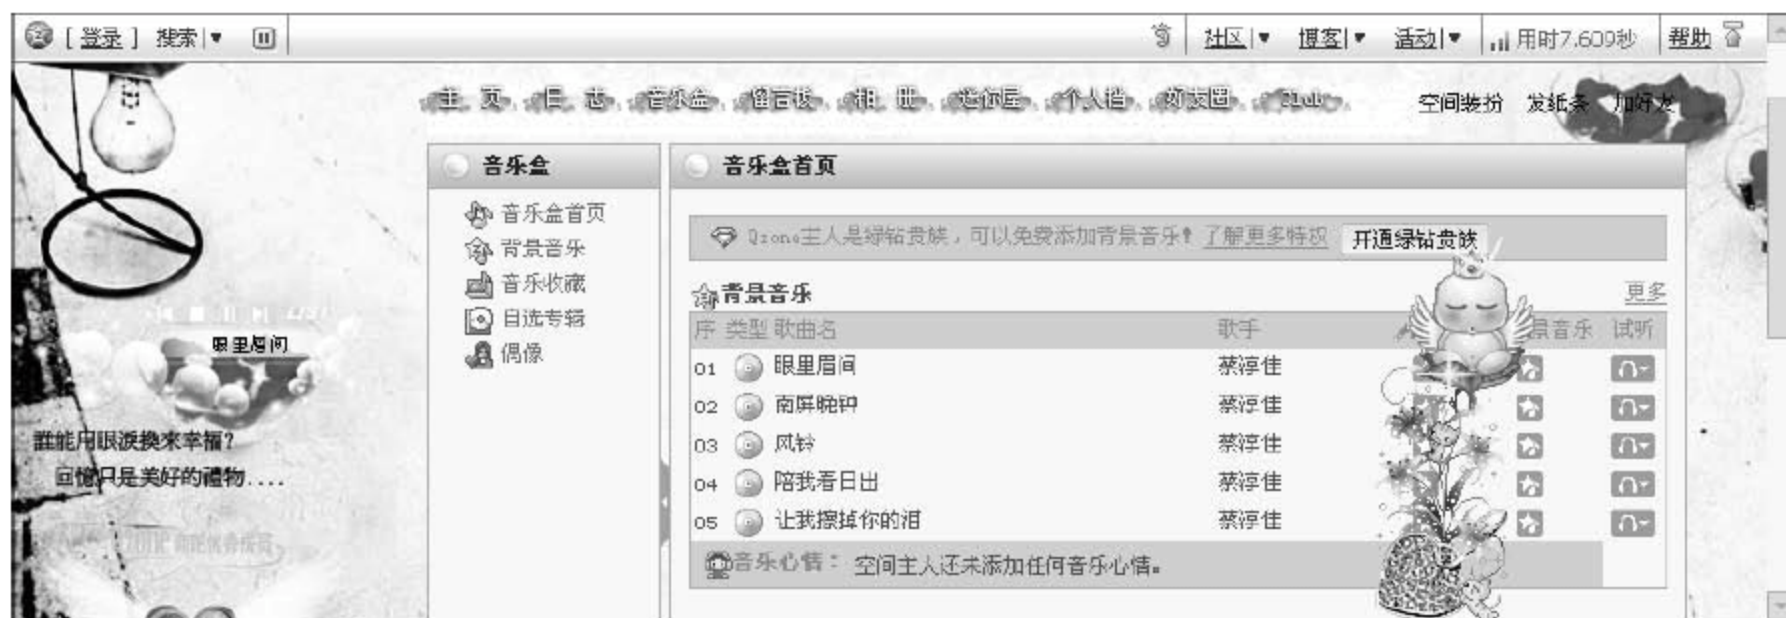 [ 登录 ] 搜索|▼
社区|▼ 博客|▼ 活动|▼ 用时7.609秒 帮助
主 页 日 志 音乐盒 留言板 相 册 迷你屋 个人档 好友圈
空间装扮 发纸条 加好友
音乐盒
音乐盒首页
背景音乐
音乐收藏
自选专辑
偶像
音乐盒首页
Qzone主人是绿钻贵族，可以免费添加背景音乐! 了解更多特权 开通绿钻贵族
背景音乐 更多
序 类型 歌曲名 歌手 景音乐 试听
01 眼里眉间 蔡淳佳
02 南屏晚钟 蔡淳佳
03 风铃 蔡淳佳
04 陪我看日出 蔡淳佳
05 让我擦掉你的泪 蔡淳佳
音乐心情： 空间主人还未添加任何音乐心情。
眼里眉间
誰能用眼淚換來幸福?
回憶只是美好的禮物....